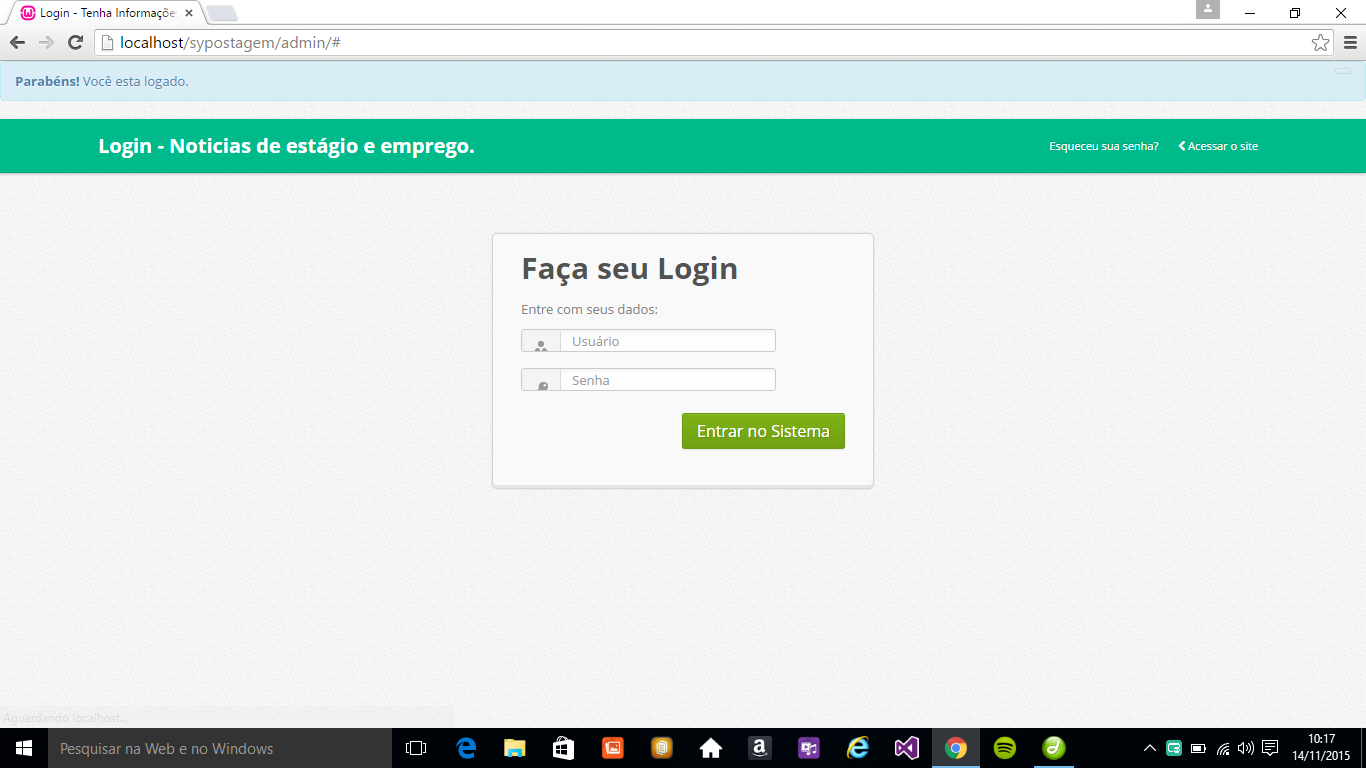 Login - Tenha Informaçõe
localhost/sypostagem/admin/#
Parabéns! Você esta logado.
Login - Noticias de estágio e emprego.
Esqueceu sua senha? Acessar o site
Faça seu Login
Entre com seus dados:
Usuário
Senha
Entrar no Sistema
Aguardando localhost...
Pesquisar na Web e no Windows
10:17
14/11/2015